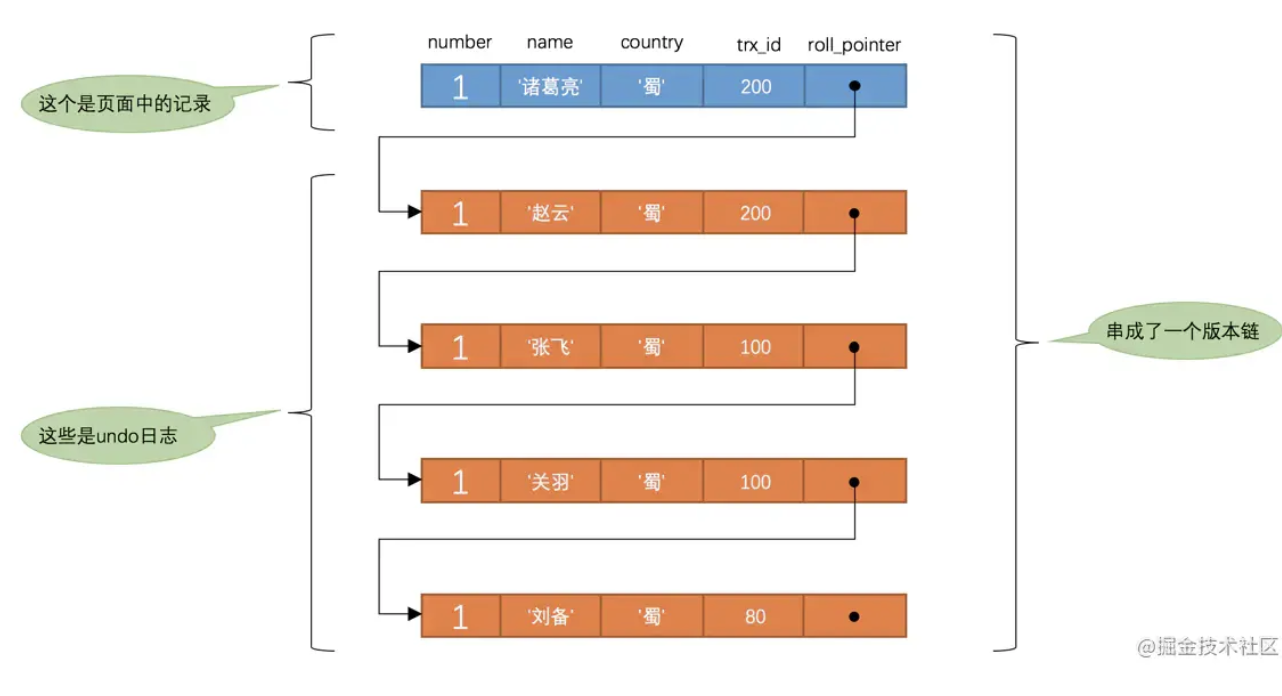 number name country trx_id roll_pointer
1 '诸葛亮' '蜀' 200
这个是页面中的记录
1 '赵云' '蜀' 200
1 '张飞' '蜀' 100
串成了一个版本链
这些是undo日志
1 '关羽' '蜀' 100
1 '刘备' '蜀' 80
@掘金技术社区